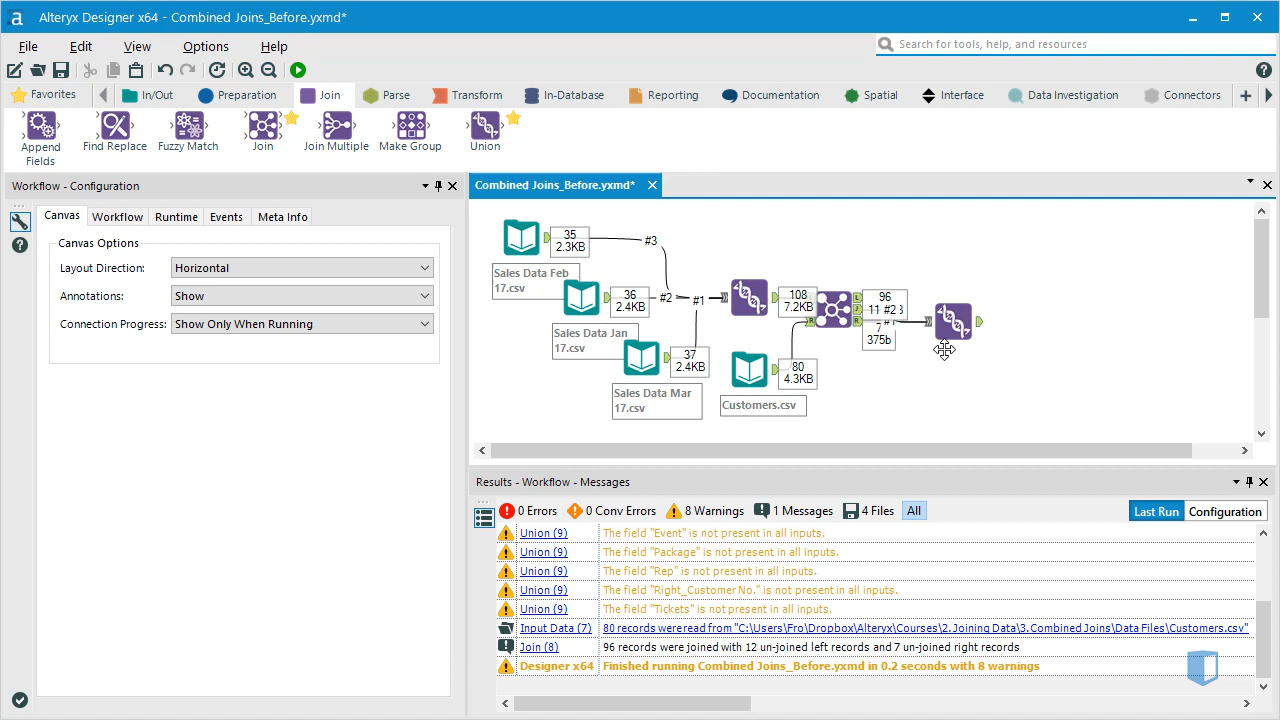 Alteryx Designer x64 - Combined Joins_Before.yxmd*
File Edit View Options Help
Search for tools, help, and resources
Favorites In/Out Preparation Join Parse Transform In-Database Reporting Documentation Spatial Interface Data Investigation Connectors
Append Fields
Find Replace
Fuzzy Match
Join
Join Multiple
Make Group
Union
Workflow - Configuration
Canvas Workflow Runtime Events Meta Info
Canvas Options
Layout Direction: Horizontal
Annotations: Show
Connection Progress: Show Only When Running
Combined Joins_Before.yxmd*
35
2.3KB
#3
Sales Data Feb
17.csv
36
2.4KB
#2
#1
Sales Data Jan
17.csv
37
2.4KB
Sales Data Mar
17.csv
108
7.2KB
L
J
R
R
96
11 #2
7
375b
80
4.3KB
Customers.csv
Results - Workflow - Messages
0 Errors 0 Conv Errors 8 Warnings 1 Messages 4 Files All Last Run Configuration
Union (9) The field "Event" is not present in all inputs.
Union (9) The field "Package" is not present in all inputs.
Union (9) The field "Rep" is not present in all inputs.
Union (9) The field "Right_Customer No." is not present in all inputs.
Union (9) The field "Tickets" is not present in all inputs.
Input Data (7) 80 records were read from "C:\Users\Fro\Dropbox\Alteryx\Courses\2. Joining Data\3. Combined Joins\Data Files\Customers.csv"
Join (8) 96 records were joined with 12 un-joined left records and 7 un-joined right records
Designer x64 Finished running Combined Joins_Before.yxmd in 0.2 seconds with 8 warnings